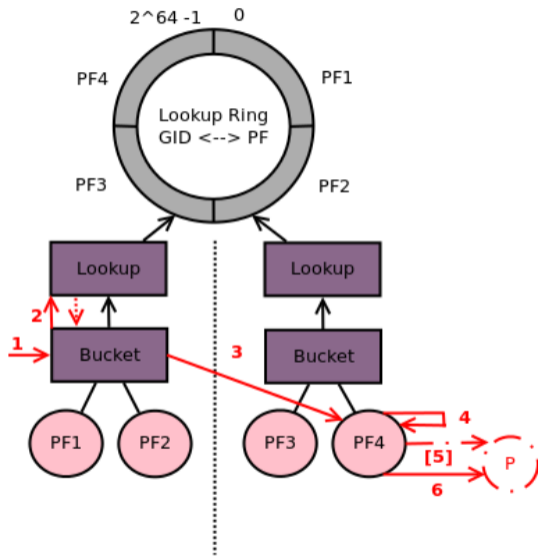 2^64 -1
0
PF4
PF1
Lookup Ring
GID <--> PF
PF3
PF2
Lookup
Lookup
2
1
Bucket
3
Bucket
PF1
PF2
PF3
PF4
4
[5]
P
6